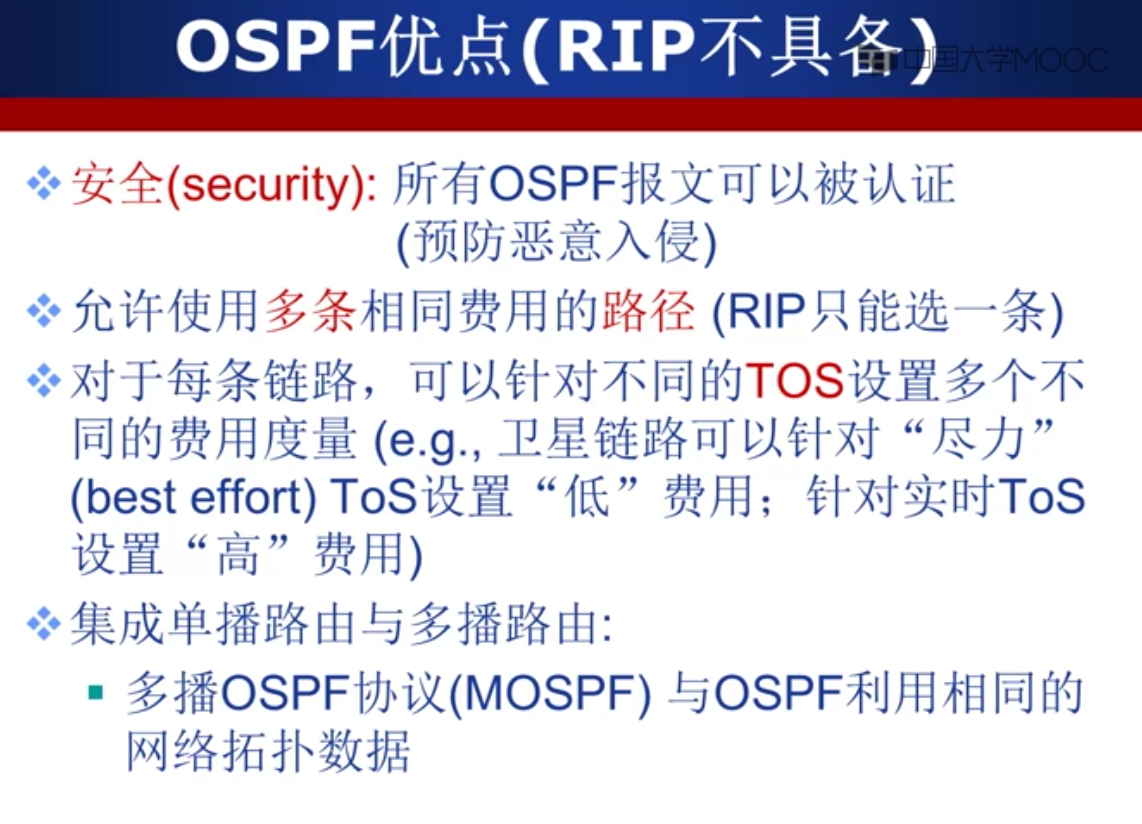 OSPF优点(RIP不具备)
中国大学MOOC
安全(security): 所有OSPF报文可以被认证
(预防恶意入侵)
允许使用多条相同费用的路径 (RIP只能选一条)
对于每条链路，可以针对不同的TOS设置多个不
同的费用度量 (e.g., 卫星链路可以针对“尽力”
(best effort) ToS设置“低”费用；针对实时ToS
设置“高”费用)
集成单播路由与多播路由:
多播OSPF协议(MOSPF) 与OSPF利用相同的
网络拓扑数据